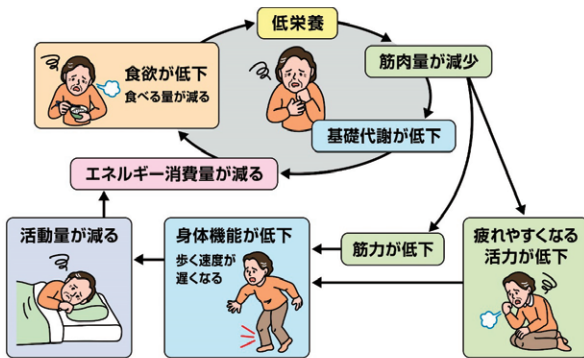 低栄養
食欲が低下
食べる量が減る
筋肉量が減少
基礎代謝が低下
エネルギー消費量が減る
活動量が減る
身体機能が低下
歩く速度が
遅くなる
筋力が低下
疲れやすくなる
活力が低下